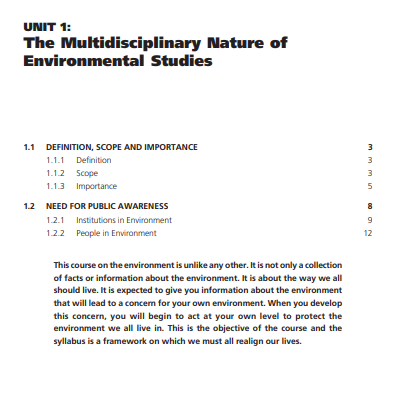 UNIT 1:
The Multidisciplinary Nature of
Environmental Studies
1.1 DEFINITION, SCOPE AND IMPORTANCE 3
1.1.1 Definition 3
1.1.2 Scope 3
1.1.3 Importance 5
1.2 NEED FOR PUBLIC AWARENESS 8
1.2.1 Institutions in Environment 9
1.2.2 People in Environment 12
This course on the environment is unlike any other. It is not only a collection
of facts or information about the environment. It is about the way we all
should live. It is expected to give you information about the environment
that will lead to a concern for your own environment. When you develop
this concern, you will begin to act at your own level to protect the
environment we all live in. This is the objective of the course and the
syllabus is a framework on which we must all realign our lives.